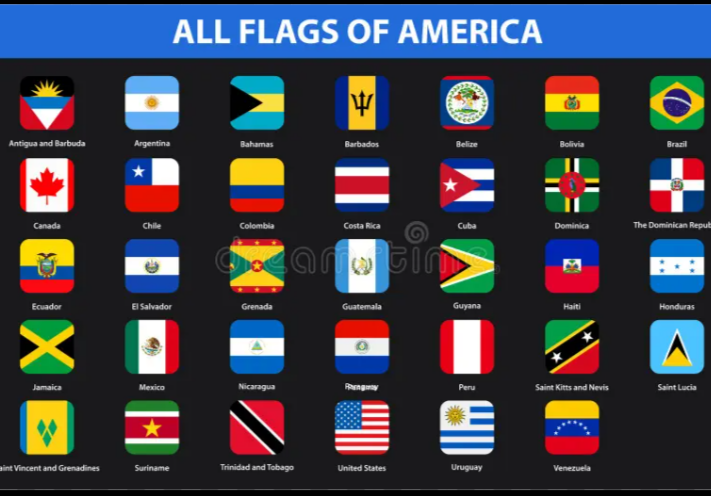 ALL FLAGS OF AMERICA
Antigua and Barbuda
Argentina
Bahamas
Barbados
Belize
Bolivia
Brazil
Canada
Chile
Colombia
Costa Rica
Cuba
Dominica
The Dominican Repub
dreamstime
Ecuador
El Salvador
Grenada
Guatemala
Guyana
Haiti
Honduras
Jamaica
Mexico
Nicaragua
Peru
Saint Kitts and Nevis
Saint Lucia
aint Vincent and Grenadines
Suriname
Trinidad and Tobago
United States
Uruguay
Venezuela